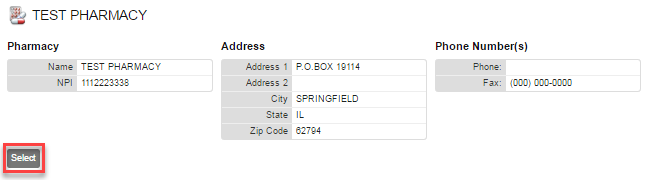 TEST PHARMACY
Pharmacy
Name TEST PHARMACY
NPI 1112223338
Address
Address 1 P.O.BOX 19114
Address 2
City SPRINGFIELD
State IL
Zip Code 62794
Phone Number(s)
Phone:
Fax: (000) 000-0000
Select